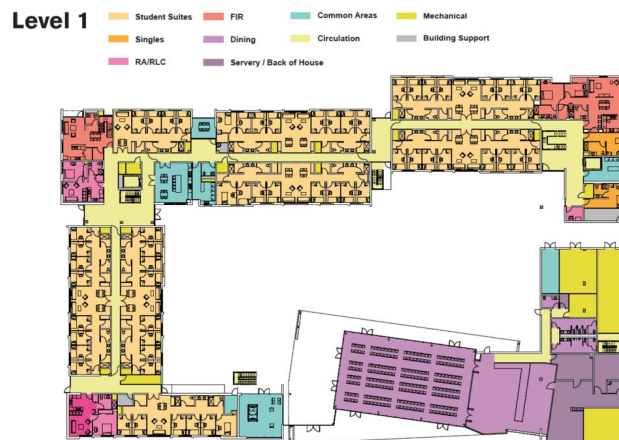 Level 1
Student Suites
FIR
Common Areas
Mechanical
Singles
Dining
Circulation
Building Support
RA/RLC
Servery / Back of House